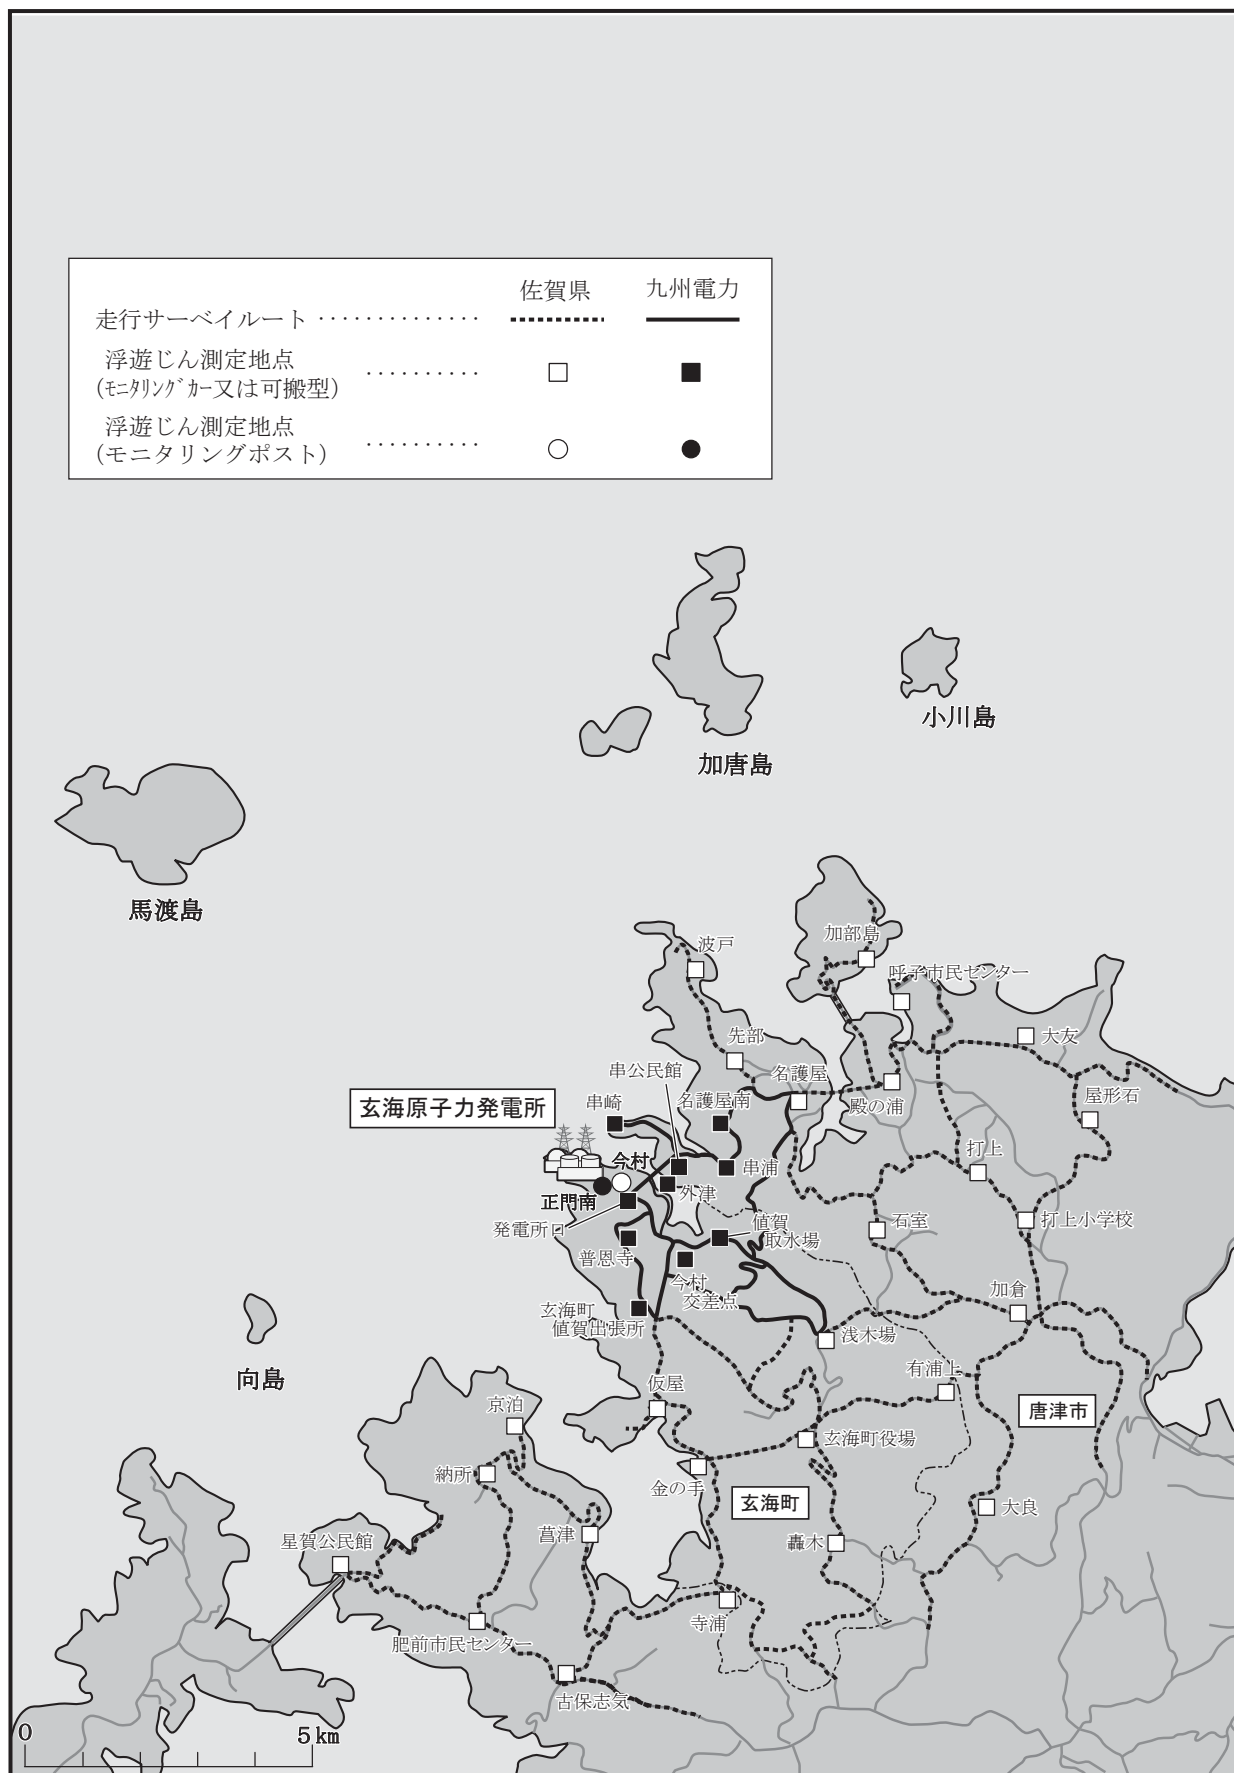 佐賀県 九州電力
走行サーベイルート ··············
浮遊じん測定地点
(ﾓﾆﾀﾘﾝｸﾞｶｰ又は可搬型) ··········
浮遊じん測定地点
(モニタリングポスト) ··········
小川島
加唐島
馬渡島
加部島
波戸
呼子市民センター
先部
大友
串公民館
名護屋
玄海原子力発電所
串崎
名護屋南
殿の浦
屋形石
今村
打上
串浦
正門南
外津
発電所口
値賀
取水場
石室
打上小学校
普恩寺
今村
交差点
玄海町
値賀出張所
加倉
浅木場
向島
有浦上
仮屋
京泊
唐津市
玄海町役場
納所
金の手
玄海町
大良
星賀公民館
菖津
轟木
寺浦
肥前市民センター
古保志気
0 5km